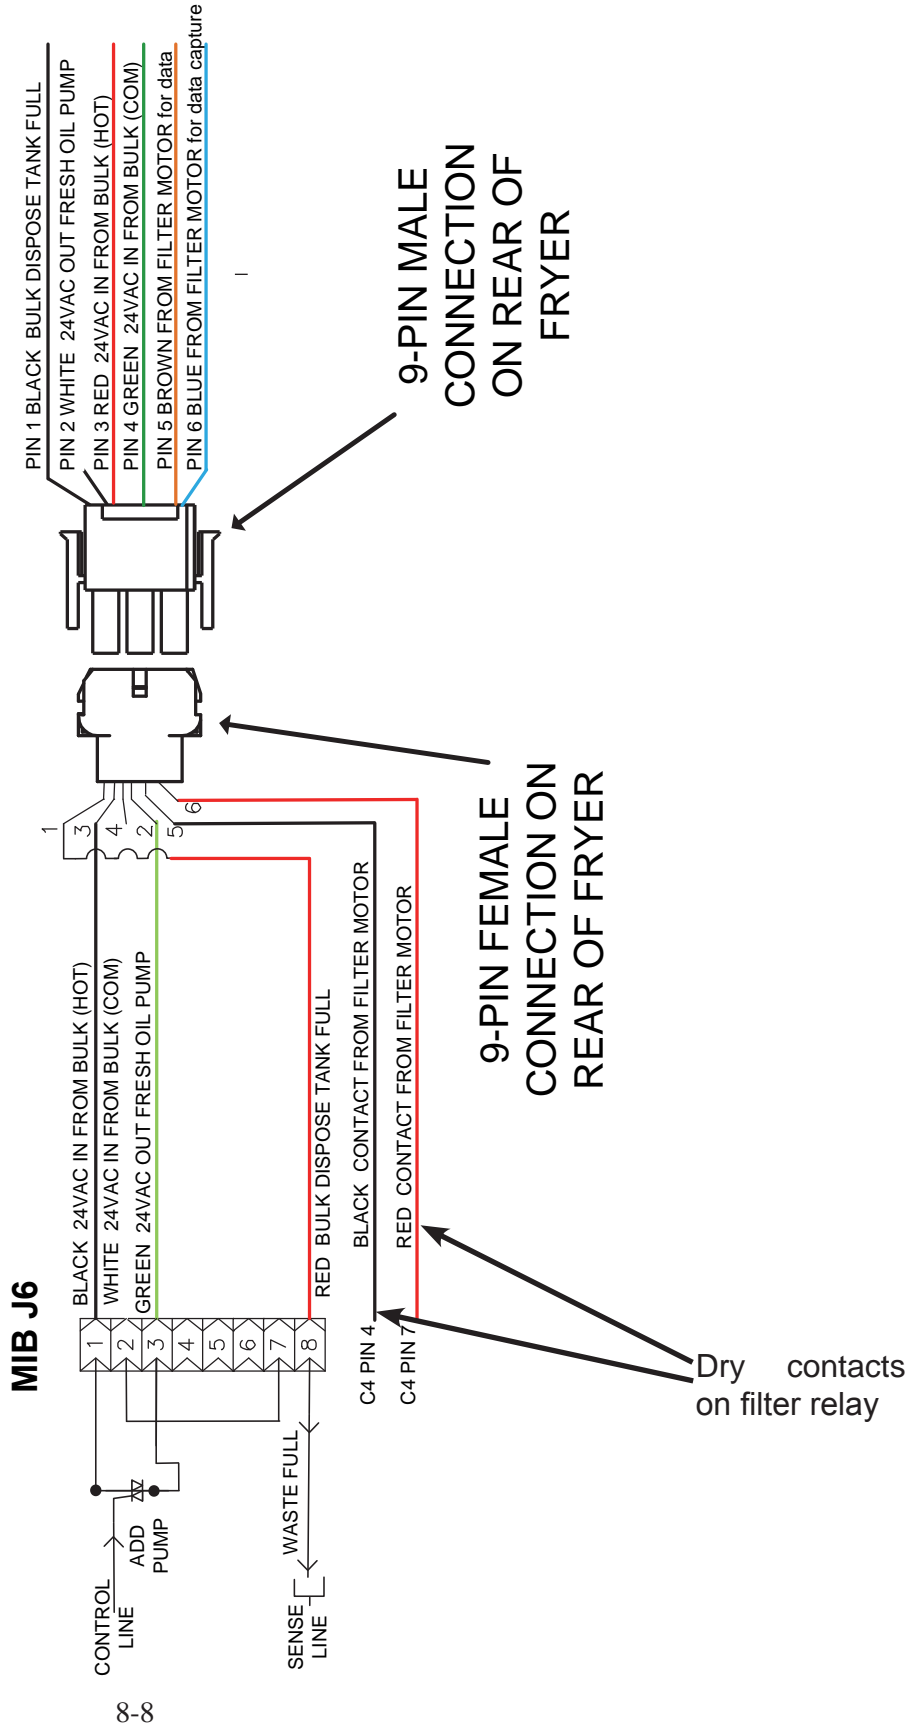 MIB J6
CONTROL
LINE
ADD
PUMP
SENSE
LINE
WASTE FULL
1
2
3
4
5
6
7
8
BLACK 24VAC IN FROM BULK (HOT)
WHITE 24VAC IN FROM BULK (COM)
GREEN 24VAC OUT FRESH OIL PUMP
RED BULK DISPOSE TANK FULL
C4 PIN 4
BLACK CONTACT FROM FILTER MOTOR
C4 PIN 7
RED CONTACT FROM FILTER MOTOR
1
3
4
2
5
6
PIN 1 BLACK BULK DISPOSE TANK FULL
PIN 2 WHITE 24VAC OUT FRESH OIL PUMP
PIN 3 RED 24VAC IN FROM BULK (HOT)
PIN 4 GREEN 24VAC IN FROM BULK (COM)
PIN 5 BROWN FROM FILTER MOTOR for data
PIN 6 BLUE FROM FILTER MOTOR for data capture
9-PIN MALE
CONNECTION
ON REAR OF
FRYER
9-PIN FEMALE
CONNECTION ON
REAR OF FRYER
Dry contacts
on filter relay
8-8